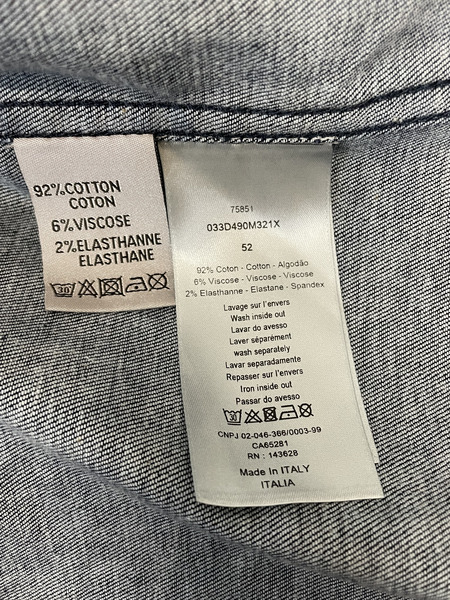 92%COTTON
COTON
6%VISCOSE
2%ELASTHANNE
ELASTHANE
30
75851
033D490M321X
52
92% Coton - Cotton - Algodão
6% Viscose - Viscose - Viscose
2% Elasthanne - Elastane - Spandex
Lavage sur l'envers
Wash inside out
Lavar do avesso
Laver séparément
wash separately
Lavar separadamente
Repasser sur l'envers
Iron inside out
Passar do avesso
30
CNPJ 02-046-366/0003-99
CA65281
RN : 143628
Made In ITALY
ITALIA